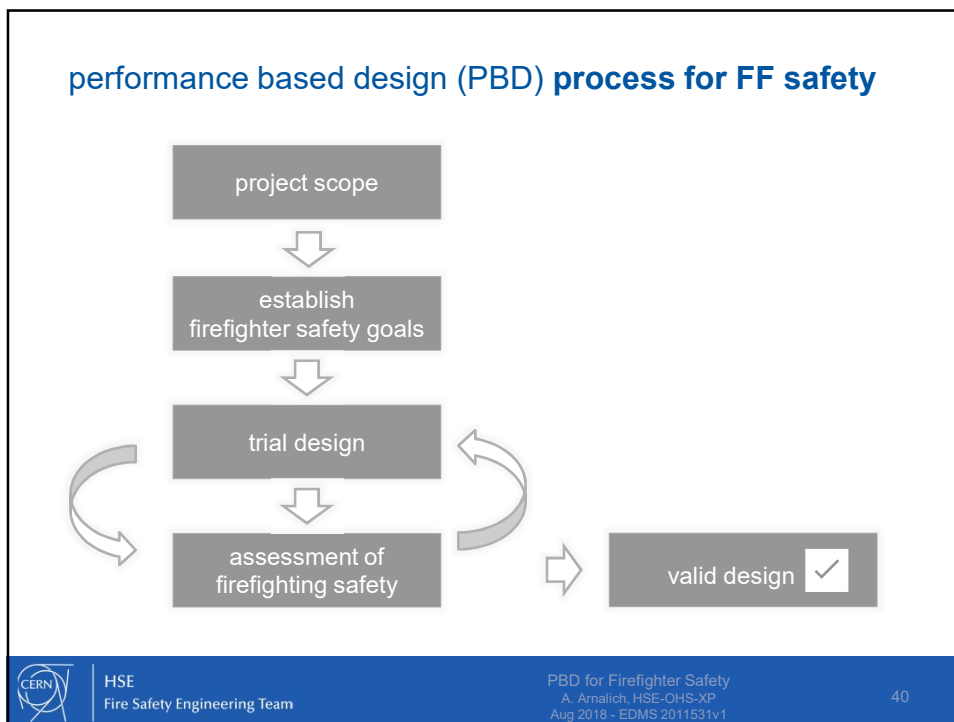 performance based design (PBD) process for FF safety
project scope
establish
firefighter safety goals
trial design
assessment of
firefighting safety
valid design
CERN
HSE
Fire Safety Engineering Team
PBD for Firefighter Safety
A. Arnalich, HSE-OHS-XP
Aug 2018 - EDMS 2011531v1
40